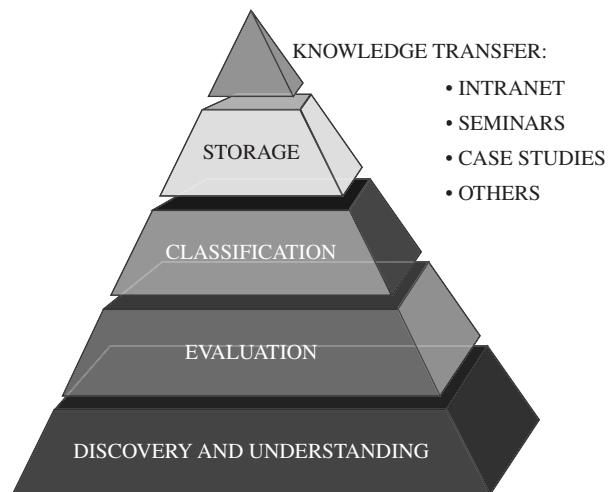 KNOWLEDGE TRANSFER:
• INTRANET
• SEMINARS
• CASE STUDIES
• OTHERS
STORAGE
CLASSIFICATION
EVALUATION
DISCOVERY AND UNDERSTANDING